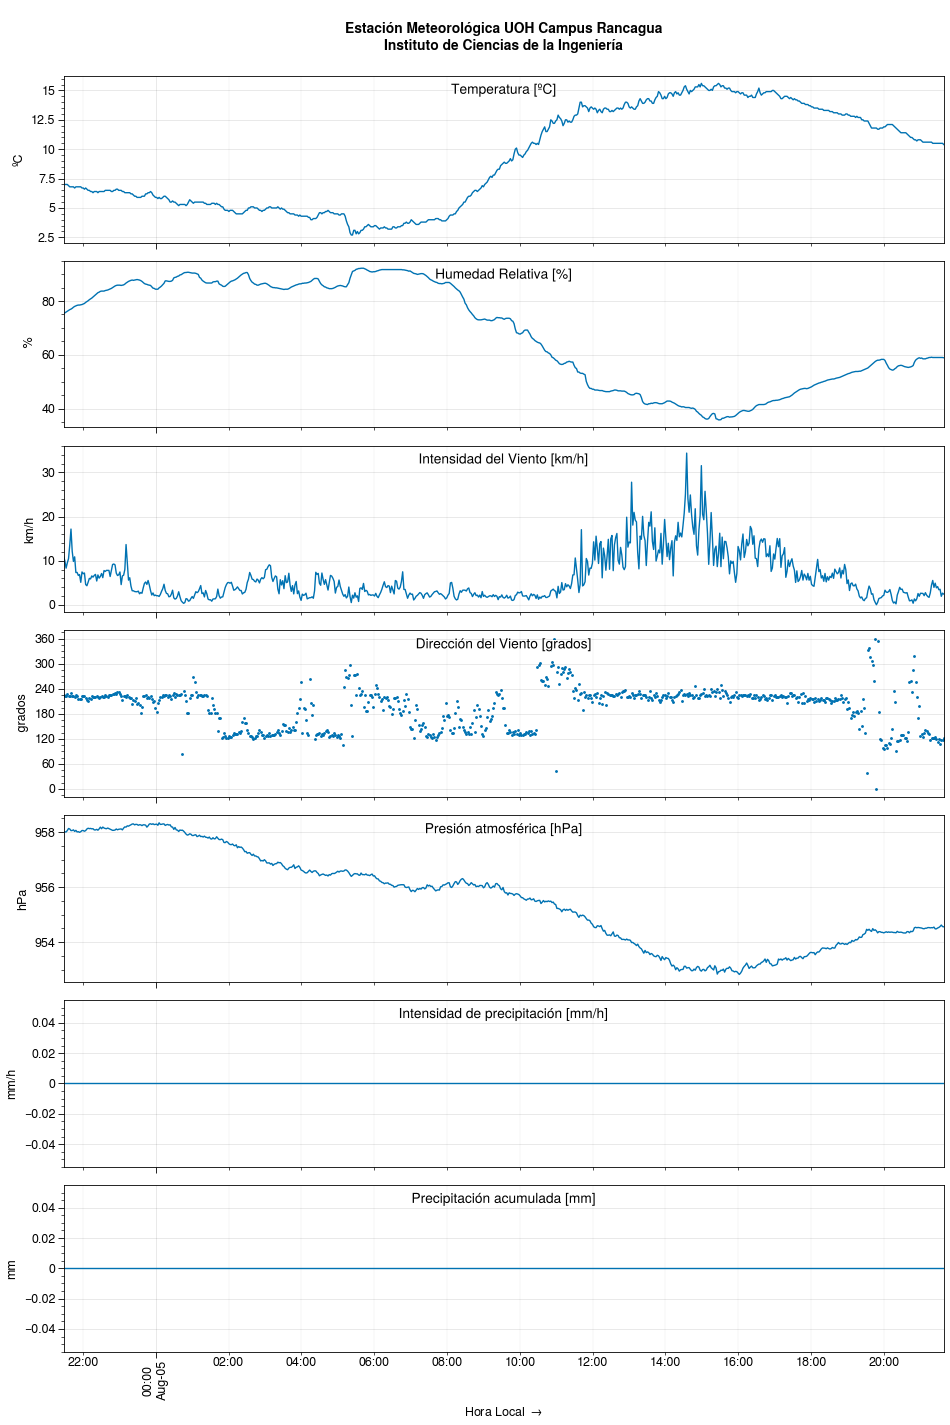 Estación Meteorológica UOH Campus Rancagua
Instituto de Ciencias de la Ingeniería
Temperatura [ºC]
ºC
15
12.5
10
7.5
5
2.5
Humedad Relativa [%]
%
80
60
40
Intensidad del Viento [km/h]
km/h
30
20
10
0
Dirección del Viento [grados]
grados
360
300
240
180
120
60
0
Presión atmosférica [hPa]
hPa
958
956
954
Intensidad de precipitación [mm/h]
mm/h
0.04
0.02
0
−0.02
−0.04
Precipitación acumulada [mm]
mm
0.04
0.02
0
−0.02
−0.04
22:00
00:00
Aug-05
02:00
04:00
06:00
08:00
10:00
12:00
14:00
16:00
18:00
20:00
Hora Local →